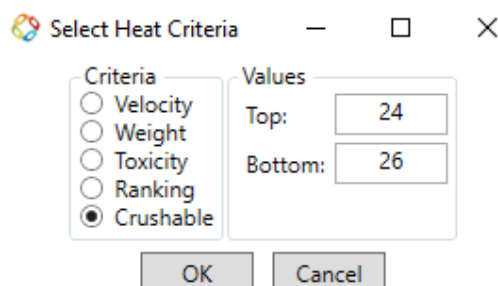 Select Heat Criteria
Criteria
Velocity
Weight
Toxicity
Ranking
Crushable
Values
Top: 24
Bottom: 26
OK Cancel